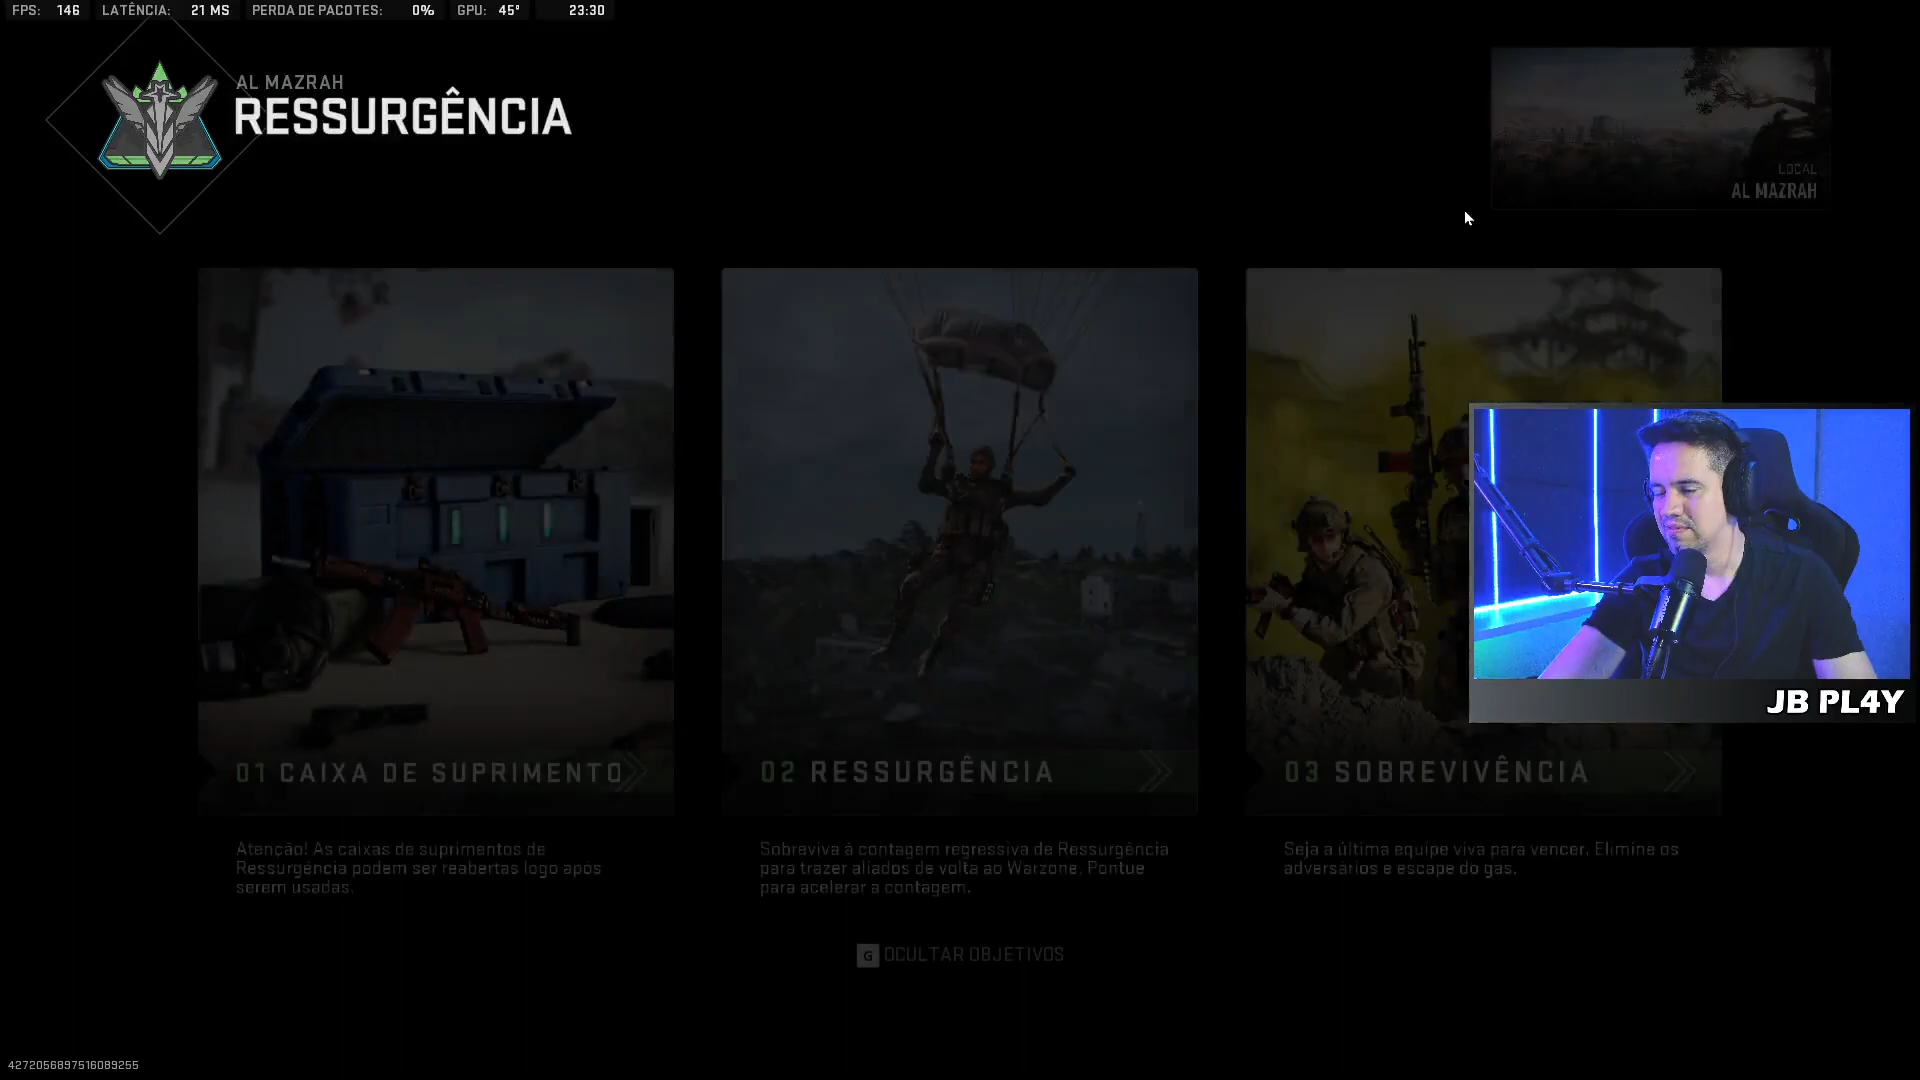 FPS: 146 LATÊNCIA: 21 MS PERDA DE PACOTES: 0% GPU: 45° 23:30
AL MAZRAH
RESSURGÊNCIA
LOCAL
AL MAZRAH
JB PL4Y
01 CAIXA DE SUPRIMENTO
Atenção! As caixas de suprimentos de
Ressurgência podem ser reabertas logo após
serem usadas.
02 RESSURGÊNCIA
Sobreviva à contagem regressiva de Ressurgência
para trazer aliados de volta ao Warzone. Pontue
para acelerar a contagem.
03 SOBREVIVÊNCIA
Seja a última equipe viva para vencer. Elimine os
adversários e escape do gás.
G OCULTAR OBJETIVOS
4272056897516089255